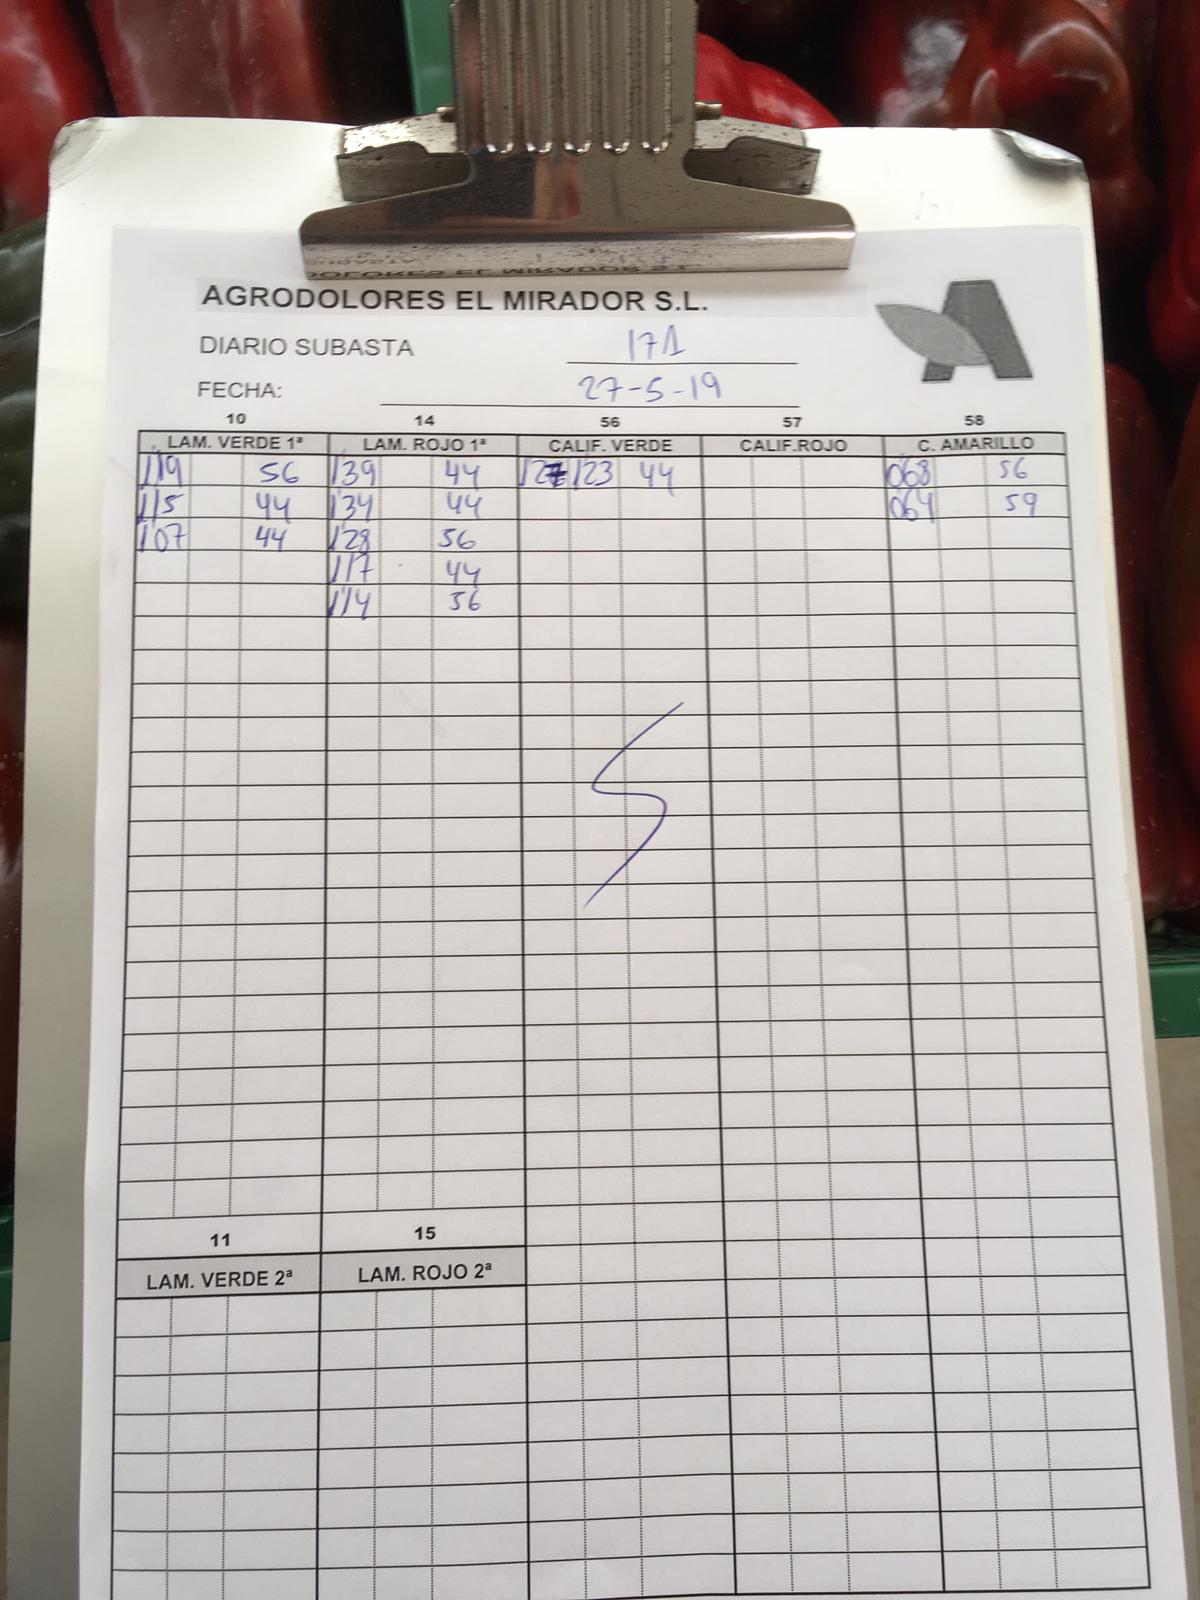 AGRODOLORES EL MIRADOR S.L.
DIARIO SUBASTA 171
FECHA: 27-5-19
10 14 56 57 58
LAM. VERDE 1ª LAM. ROJO 1ª CALIF. VERDE CALIF.ROJO C. AMARILLO
119 56 139 44 123 44 068 56
115 44 134 44 064 59
107 44 128 56
117 44
114 56
11 15
LAM. VERDE 2ª LAM. ROJO 2ª